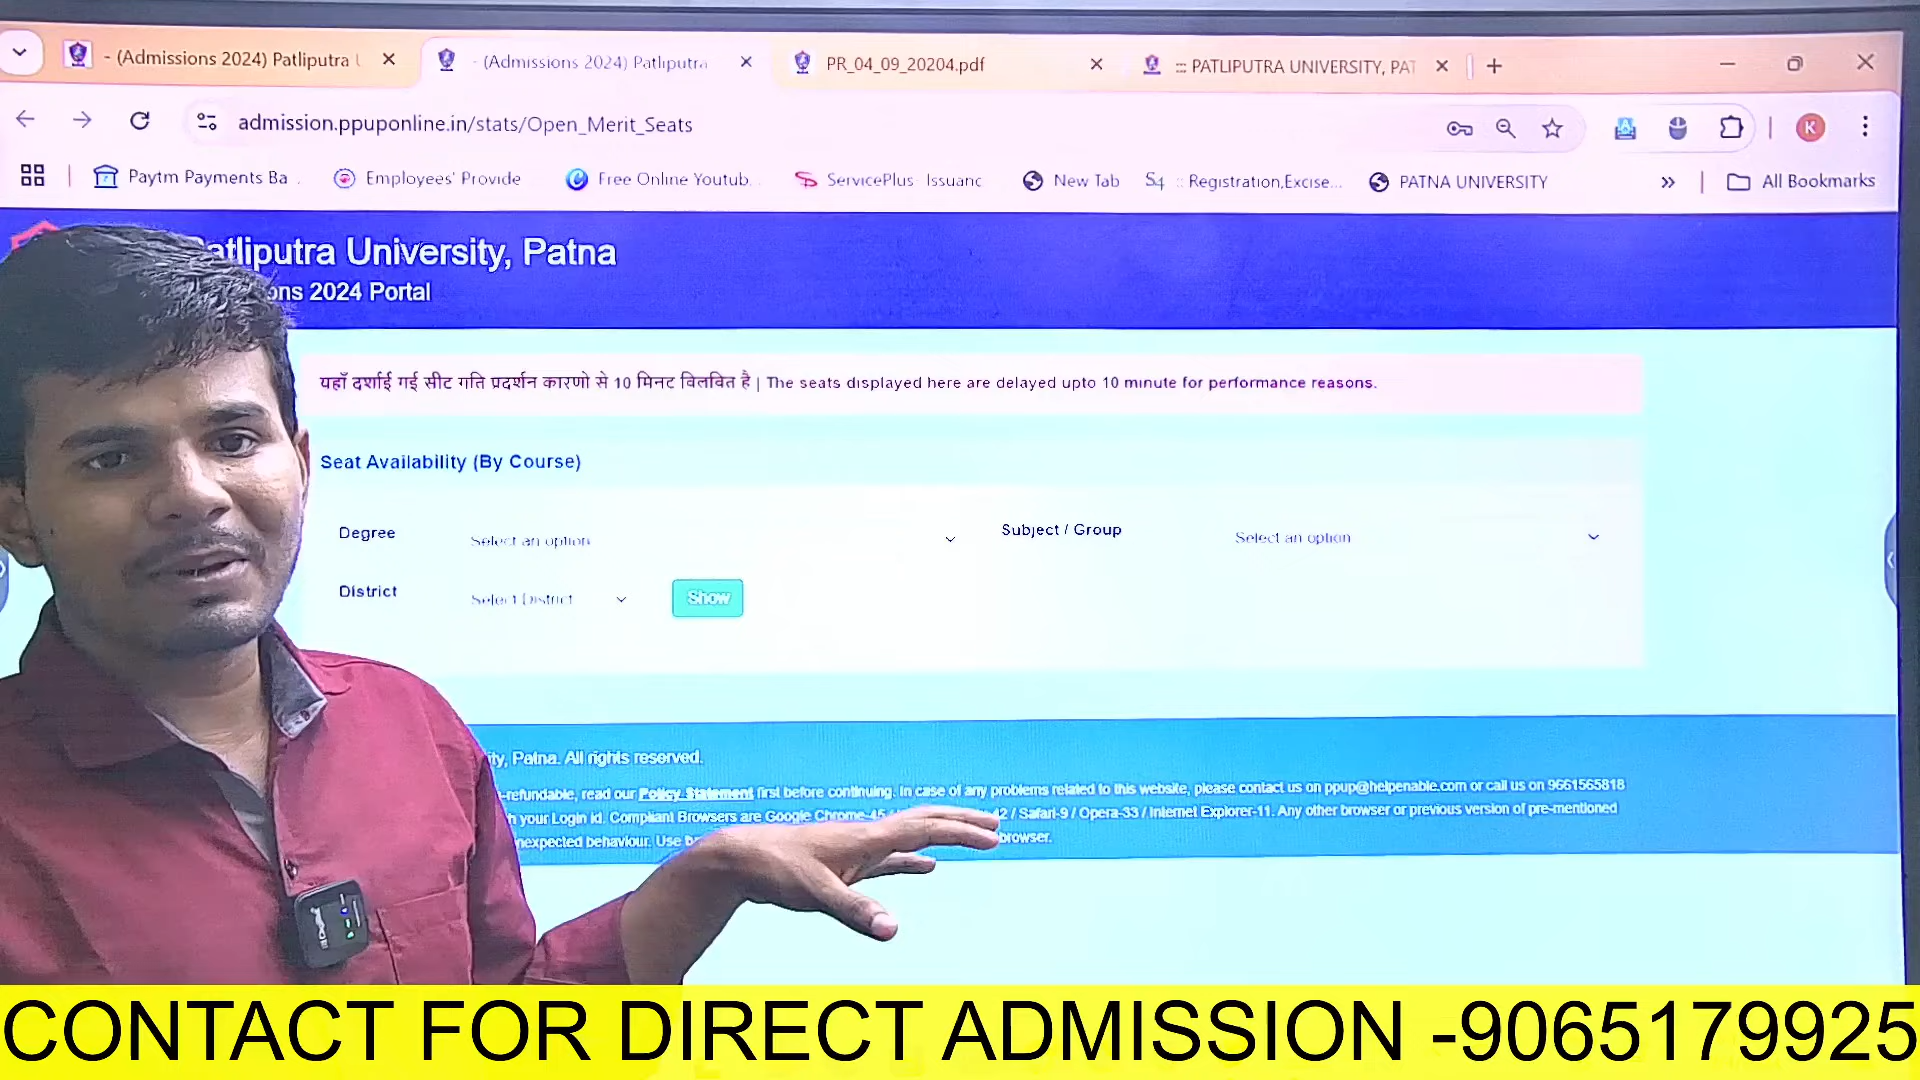 - (Admissions 2024) Patliputra U
- (Admissions 2024) Patliputra
PR_04_09_20204.pdf
::: PATLIPUTRA UNIVERSITY, PAT
admission.ppuponline.in/stats/Open_Merit_Seats
K
Paytm Payments Ba
Employees' Provide
Free Online Youtub...
ServicePlus Issuanc
New Tab
:: Registration,Excise...
PATNA UNIVERSITY
»
All Bookmarks
Patliputra University, Patna
ons 2024 Portal
यहाँ दर्शाई गई सीट गति प्रदर्शन कारणो से 10 मिनट विलंबित है | The seats displayed here are delayed upto 10 minute for performance reasons.
Seat Availability (By Course)
Degree
Select an option
Subject / Group
Select an option
District
Select District
Show
ity, Patna. All rights reserved.
-refundable, read our Policy Statement first before continuing. In case of any problems related to this website, please contact us on ppup@helpenable.com or call us on 9661565818
h your Login Id. Compliant Browsers are Google Chrome-45 / 42 / Safari-9 / Opera-33 / Internet Explorer-11. Any other browser or previous version of pre-mentioned
nexpected behaviour. Use browser.
CONTACT FOR DIRECT ADMISSION -9065179925